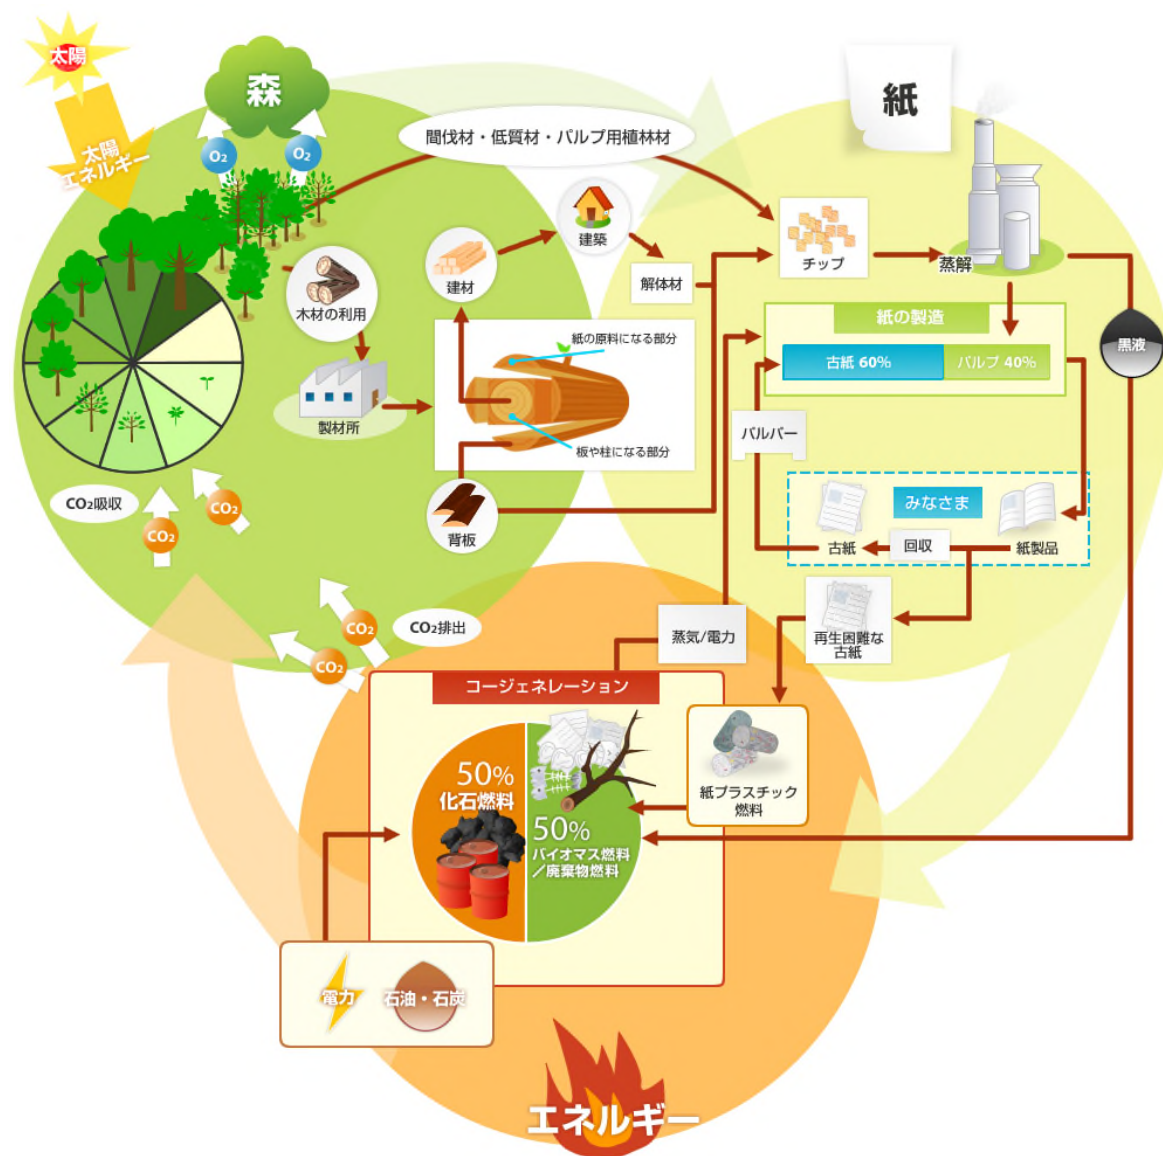 太陽
太陽
エネルギー
森
O₂
O₂
間伐材・低質材・パルプ用植林材
紙
建築
建材
解体材
チップ
蒸解
木材の利用
製材所
紙の原料になる部分
板や柱になる部分
背板
紙の製造
古紙 60%
パルプ 40%
黒液
パルパー
みなさま
古紙
回収
紙製品
再生困難な
古紙
CO₂吸収
CO₂
CO₂
CO₂排出
CO₂
CO₂
蒸気/電力
コージェネレーション
50%
化石燃料
50%
バイオマス燃料
／廃棄物燃料
紙プラスチック
燃料
電力
石油・石炭
エネルギー